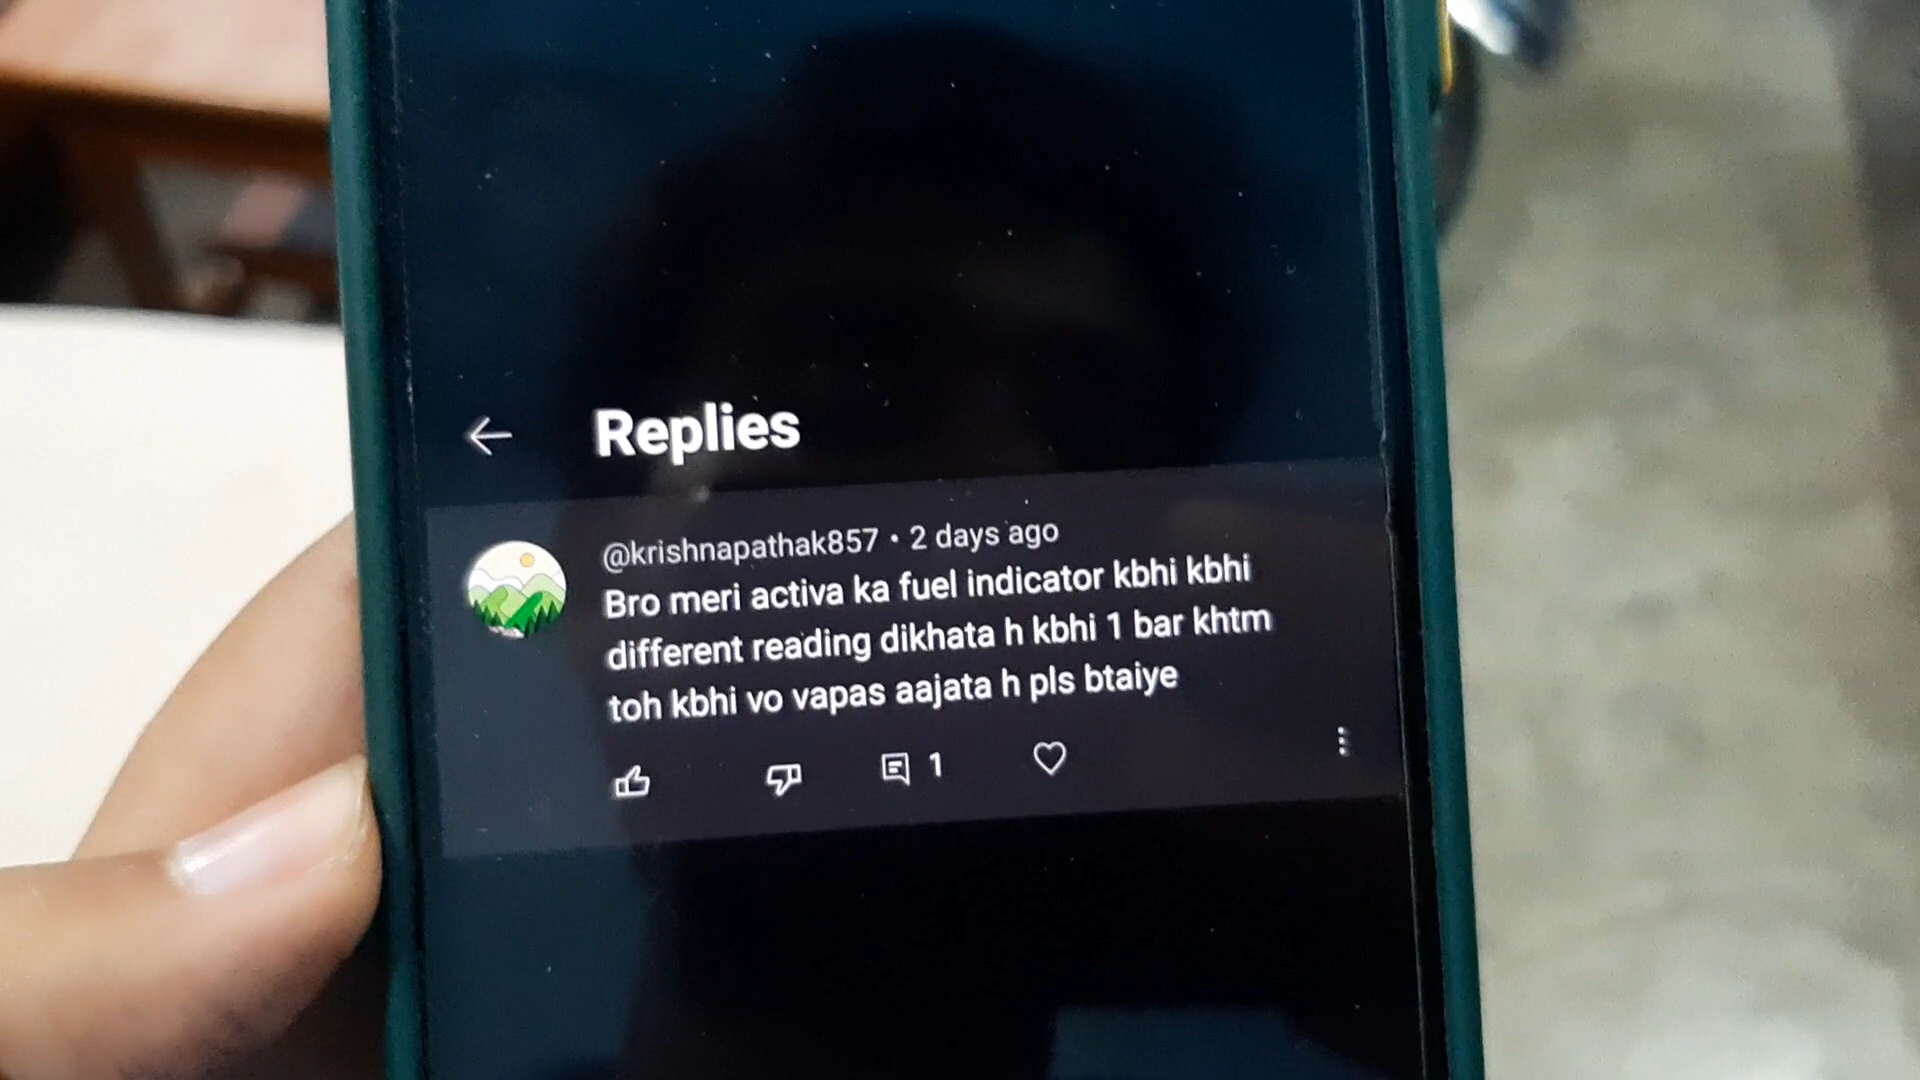 Replies
@krishnapathak857 • 2 days ago
Bro meri activa ka fuel indicator kbhi kbhi
different reading dikhata h kbhi 1 bar khtm
toh kbhi vo vapas aajata h pls btaiye
1